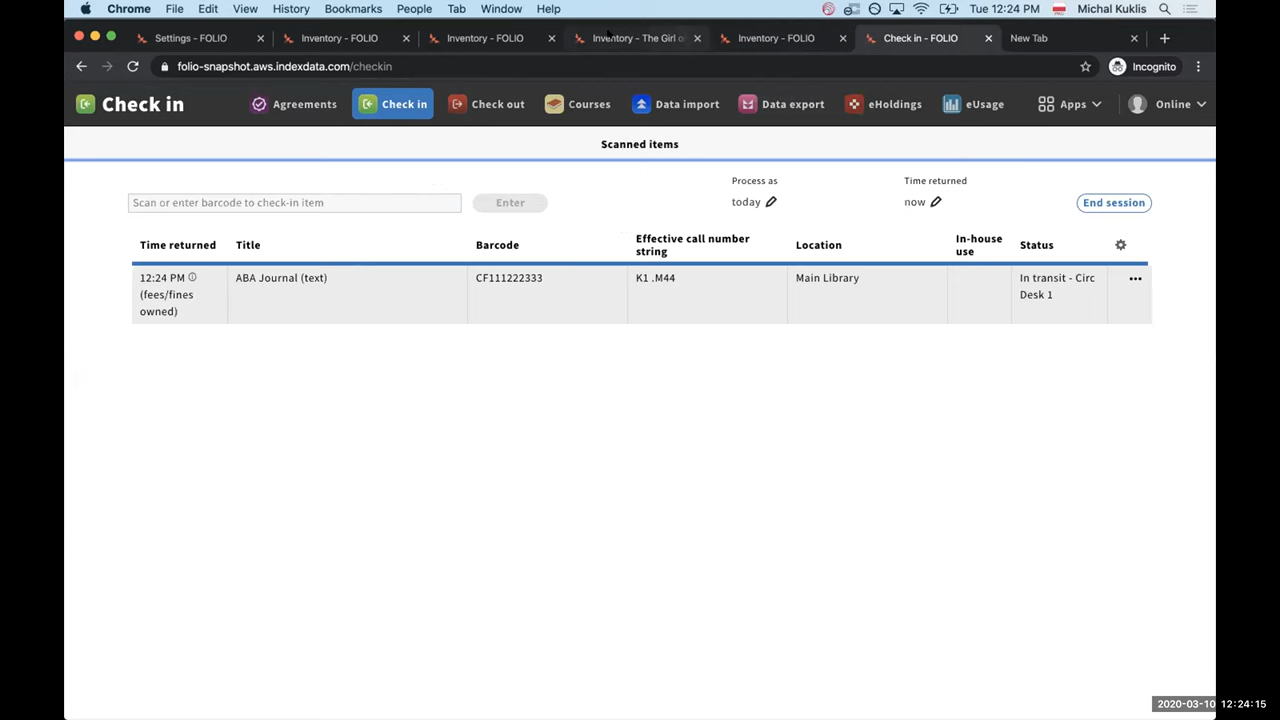 Chrome File Edit View History Bookmarks People Tab Window Help Tue 12:24 PM Michal Kuklis
Settings - FOLIO Inventory - FOLIO Inventory - FOLIO Inventory - The Girl o Inventory - FOLIO Check in - FOLIO New Tab
folio-snapshot.aws.indexdata.com/checkin Incognito
Check in Agreements Check in Check out Courses Data import Data export eHoldings eUsage Apps Online
Scanned items
Process as Time returned
Scan or enter barcode to check-in item Enter today now End session
Time returned Title Barcode Effective call number string Location In-house use Status
12:24 PM ABA Journal (text) CF111222333 K1 .M44 Main Library In transit - Circ
(fees/fines Desk 1
owned)
2020-03-10 12:24:15